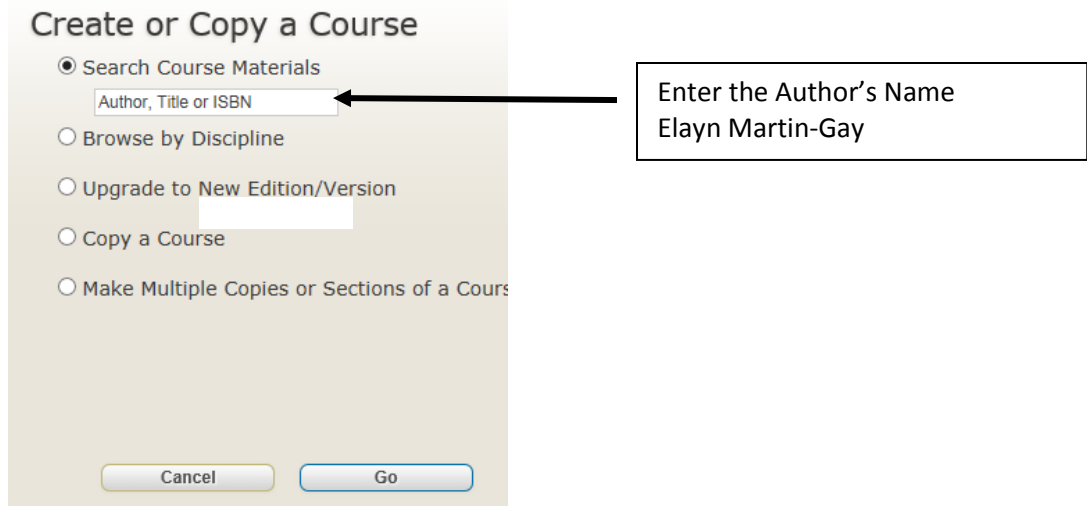 Create or Copy a Course
Search Course Materials
Author, Title or ISBN
Enter the Author’s Name
Elayn Martin-Gay
Browse by Discipline
Upgrade to New Edition/Version
Copy a Course
Make Multiple Copies or Sections of a Cours
Cancel
Go